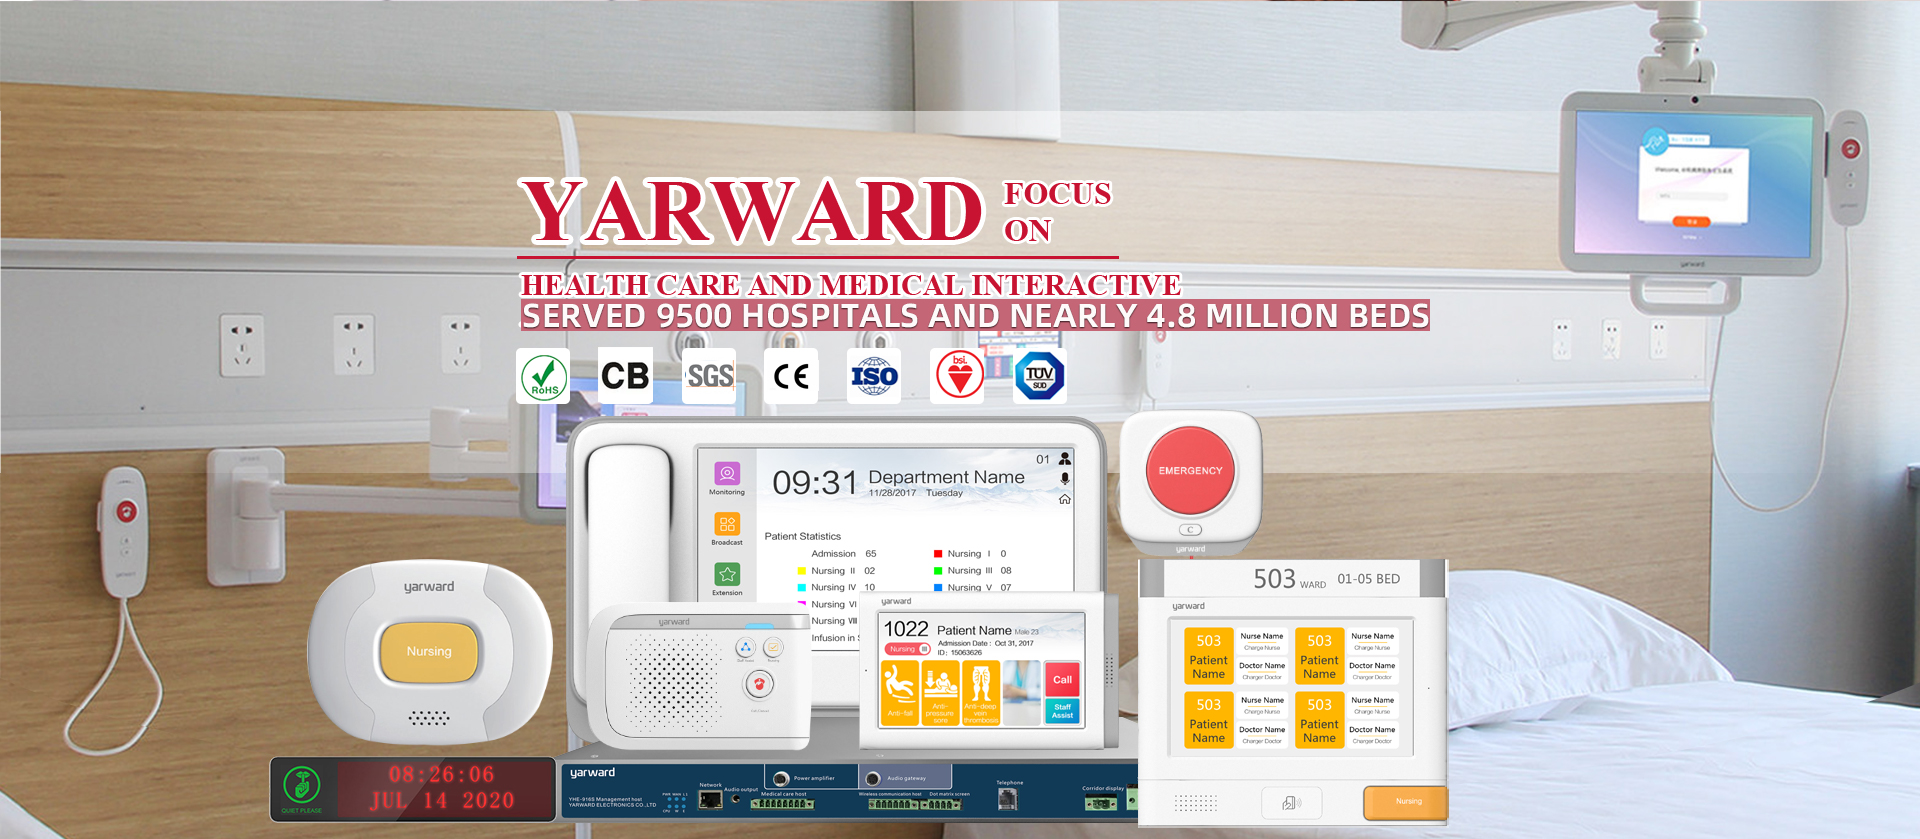 YARWARD
FOCUS
ON
HEALTH CARE AND MEDICAL INTERACTIVE
SERVED 9500 HOSPITALS AND NEARLY 4.8 MILLION BEDS
RoHS
CB
SGS
CE
ISO
bsi.
TÜV
SÜD
yarward
EMERGENCY
C
yarward
Monitoring
Broadcast
Extension
09:31
Department Name
11/28/2017 Tuesday
01
Patient Statistics
Admission 65
Nursing I 0
Nursing II 02
Nursing III 08
Nursing IV 10
Nursing V 07
Nursing VI
Nursing VIII
Infusion in S
yarward
Nursing
yarward
yarward
1022
Patient Name Male 23
Admission Date : Oct 31, 2017
ID: 15063626
Nursing III
Anti-fall
Anti-
pressure
sore
Anti-deep
vein
thrombosis
Call
Staff
Assist
503 WARD 01-05 BED
yarward
503
Patient
Name
Nurse Name
Charge Nurse
Doctor Name
Charger Doctor
503
Patient
Name
Nurse Name
Charge Nurse
Doctor Name
Charger Doctor
503
Patient
Name
Nurse Name
Charge Nurse
Doctor Name
Charger Doctor
503
Patient
Name
Nurse Name
Charge Nurse
Doctor Name
Charger Doctor
Nursing
QUIET PLEASE
08:26:06
JUL 14 2020
yarward
YHE-916S Management host
YARWARD ELECTRONICS CO.,LTD
Network
Audio output
Power amplifier
Audio gateway
Medical care host
Wireless communication host
Dot matrix screen
Telephone
Corridor display